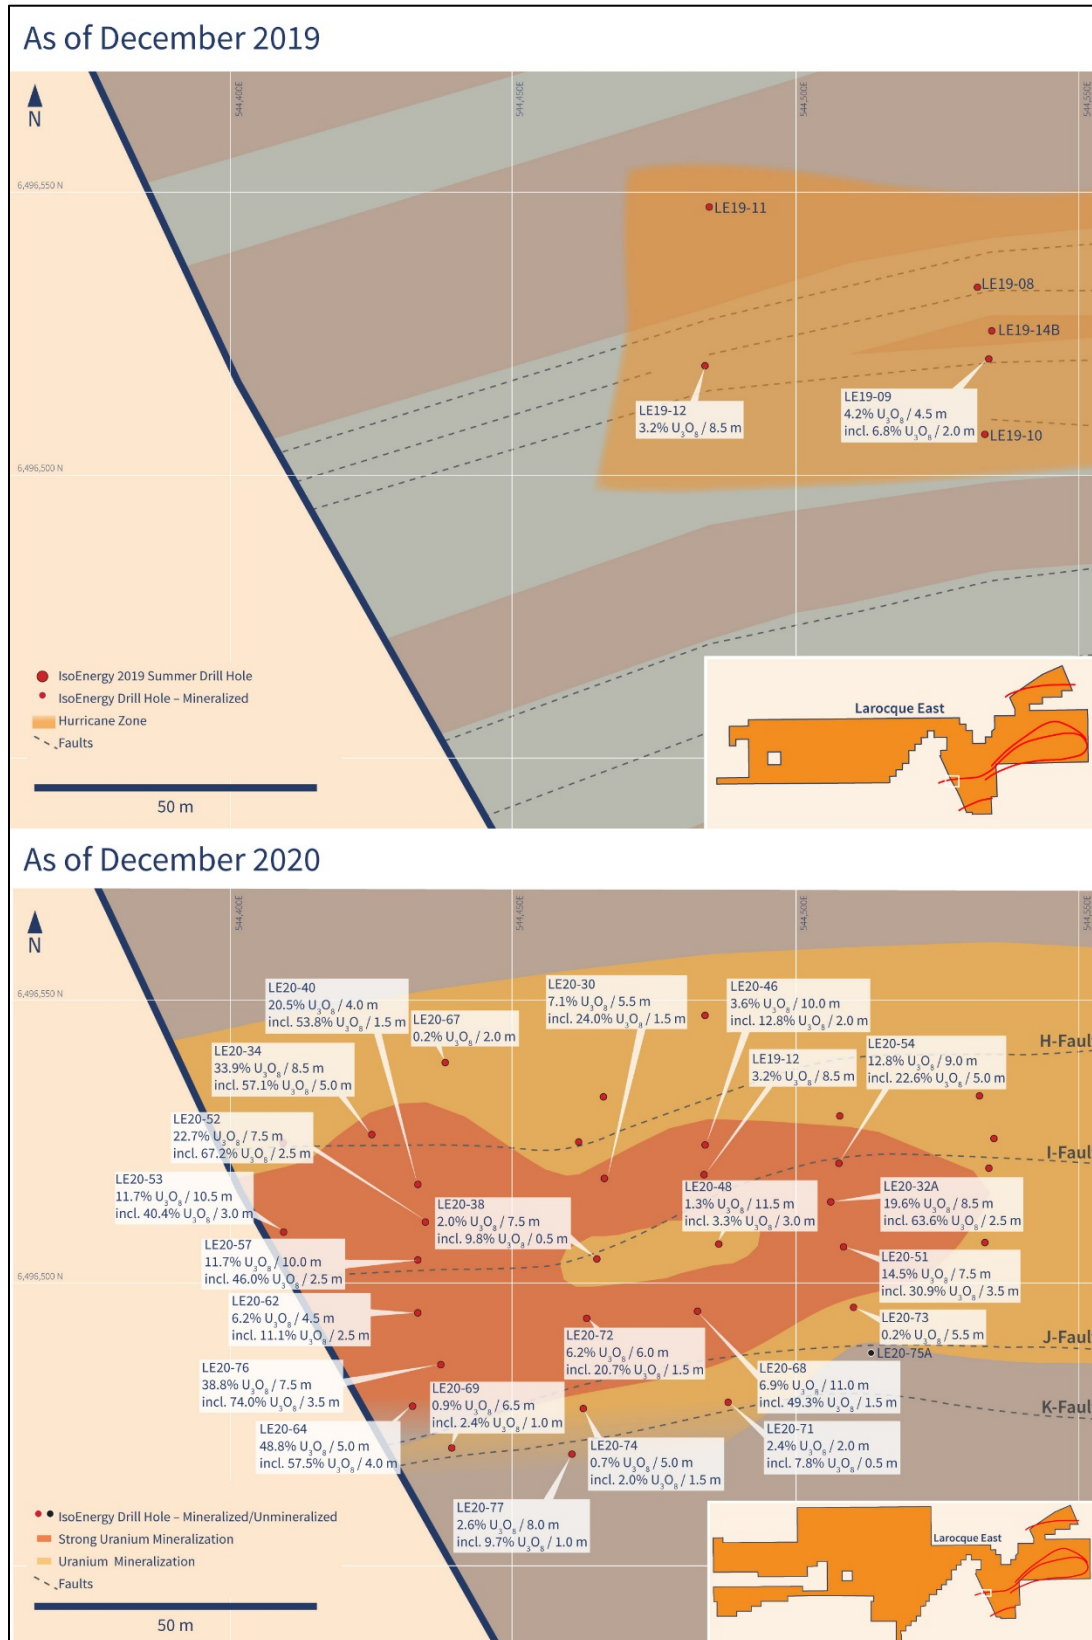 As of December 2019
N
544,400E
544,450E
544,500E
544,550E
6,496,550 N
LE19-11
LE19-08
LE19-14B
LE19-12
3.2% U₃O₈ / 8.5 m
LE19-09
4.2% U₃O₈ / 4.5 m
incl. 6.8% U₃O₈ / 2.0 m
LE19-10
6,496,500 N
IsoEnergy 2019 Summer Drill Hole
IsoEnergy Drill Hole – Mineralized
Hurricane Zone
Faults
50 m
Larocque East
As of December 2020
N
544,400E
544,450E
544,500E
544,550E
6,496,550 N
LE20-40
20.5% U₃O₈ / 4.0 m
incl. 53.8% U₃O₈ / 1.5 m
LE20-67
0.2% U₃O₈ / 2.0 m
LE20-30
7.1% U₃O₈ / 5.5 m
incl. 24.0% U₃O₈ / 1.5 m
LE20-46
3.6% U₃O₈ / 10.0 m
incl. 12.8% U₃O₈ / 2.0 m
H-Faul
LE20-34
33.9% U₃O₈ / 8.5 m
incl. 57.1% U₃O₈ / 5.0 m
LE19-12
3.2% U₃O₈ / 8.5 m
LE20-54
12.8% U₃O₈ / 9.0 m
incl. 22.6% U₃O₈ / 5.0 m
LE20-52
22.7% U₃O₈ / 7.5 m
incl. 67.2% U₃O₈ / 2.5 m
I-Faul
LE20-53
11.7% U₃O₈ / 10.5 m
incl. 40.4% U₃O₈ / 3.0 m
LE20-38
2.0% U₃O₈ / 7.5 m
incl. 9.8% U₃O₈ / 0.5 m
LE20-48
1.3% U₃O₈ / 11.5 m
incl. 3.3% U₃O₈ / 3.0 m
LE20-32A
19.6% U₃O₈ / 8.5 m
incl. 63.6% U₃O₈ / 2.5 m
LE20-57
11.7% U₃O₈ / 10.0 m
incl. 46.0% U₃O₈ / 2.5 m
LE20-51
14.5% U₃O₈ / 7.5 m
incl. 30.9% U₃O₈ / 3.5 m
6,496,500 N
LE20-62
6.2% U₃O₈ / 4.5 m
incl. 11.1% U₃O₈ / 2.5 m
LE20-73
0.2% U₃O₈ / 5.5 m
LE20-72
6.2% U₃O₈ / 6.0 m
incl. 20.7% U₃O₈ / 1.5 m
J-Faul
LE20-75A
LE20-76
38.8% U₃O₈ / 7.5 m
incl. 74.0% U₃O₈ / 3.5 m
LE20-68
6.9% U₃O₈ / 11.0 m
incl. 49.3% U₃O₈ / 1.5 m
LE20-69
0.9% U₃O₈ / 6.5 m
incl. 2.4% U₃O₈ / 1.0 m
K-Faul
LE20-64
48.8% U₃O₈ / 5.0 m
incl. 57.5% U₃O₈ / 4.0 m
LE20-74
0.7% U₃O₈ / 5.0 m
incl. 2.0% U₃O₈ / 1.5 m
LE20-71
2.4% U₃O₈ / 2.0 m
incl. 7.8% U₃O₈ / 0.5 m
LE20-77
2.6% U₃O₈ / 8.0 m
incl. 9.7% U₃O₈ / 1.0 m
IsoEnergy Drill Hole – Mineralized/Unmineralized
Strong Uranium Mineralization
Uranium Mineralization
Faults
50 m
Larocque East